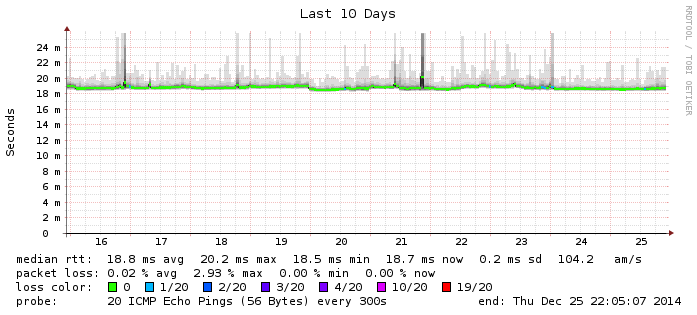 Last 10 Days
RRDTOOL / TOBI OETIKER
Seconds
24 m
22 m
20 m
18 m
16 m
14 m
12 m
10 m
8 m
6 m
4 m
2 m
0
16 17 18 19 20 21 22 23 24 25
median rtt: 18.8 ms avg 20.2 ms max 18.5 ms min 18.7 ms now 0.2 ms sd 104.2 am/s
packet loss: 0.02 % avg 2.93 % max 0.00 % min 0.00 % now
loss color: 0 1/20 2/20 3/20 4/20 10/20 19/20
probe: 20 ICMP Echo Pings (56 Bytes) every 300s end: Thu Dec 25 22:05:07 2014